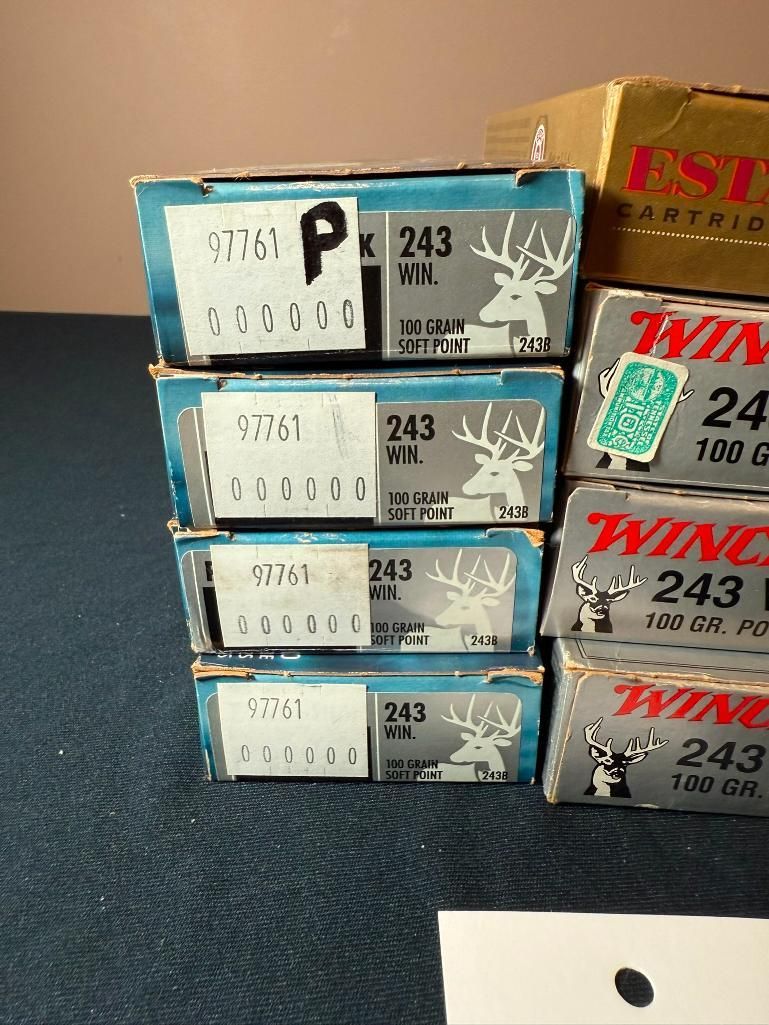 97761 P
K
000000
243
WIN.
100 GRAIN
SOFT POINT
243B
97761
000000
243
WIN.
100 GRAIN
SOFT POINT
243B
97761
000000
243
WIN.
100 GRAIN
SOFT POINT
243B
97761
000000
243
WIN.
100 GRAIN
SOFT POINT
243B
EST
CARTRID
WIN
24
100 G
WINC
243
100 GR. PO
WINC
243
100 GR.